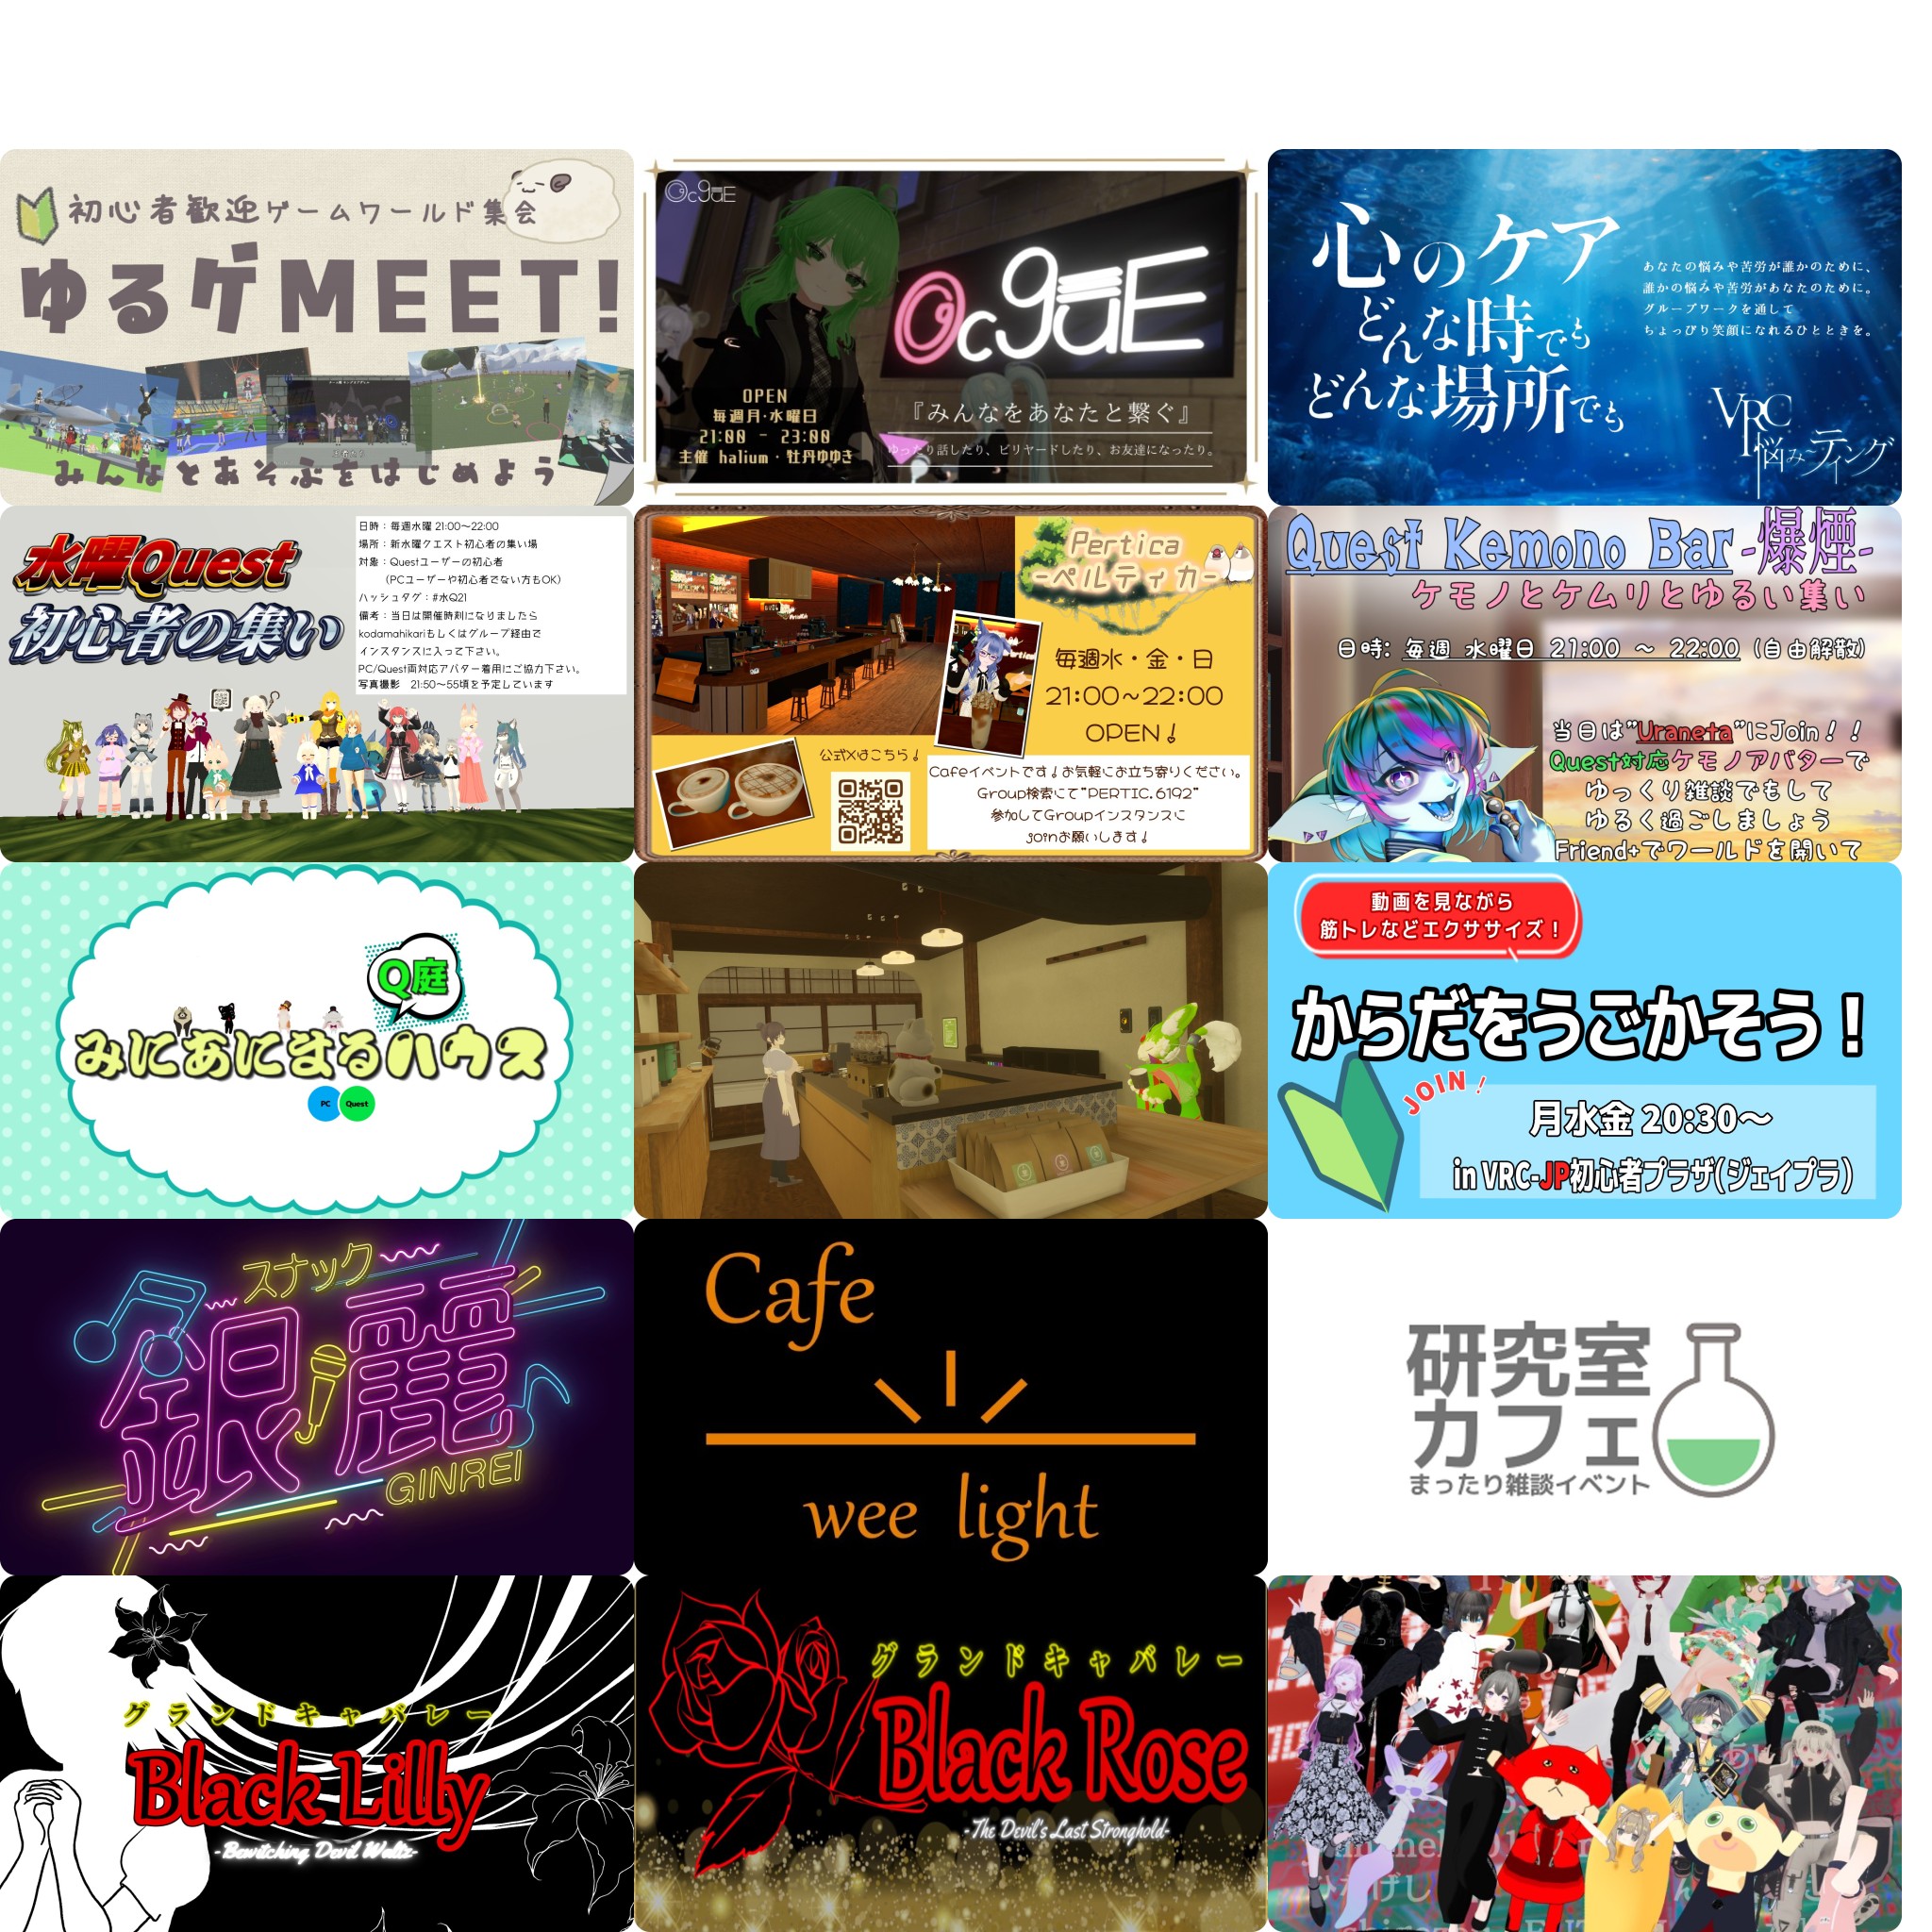 初心者歓迎ゲームワールド集会
ゆるゲMEET!
みんなとあそぶをはじめよう
OcguE
OcguE
OPEN
毎週月・水曜日
21:00 - 23:00
主催 halium・牡丹ゆゆき
『みんなをあなたと繋ぐ』
ゆったり話したり、ビリヤードしたり、お友達になったり。
心のケア
どんな時でも
どんな場所でも
あなたの悩みや苦労が誰かのために、
誰かの悩みや苦労があなたのために。
グループワークを通して
ちょっぴり笑顔になれるひとときを。
VRC
悩み~ティング
水曜Quest
初心者の集い
日時：毎週水曜 21:00〜22:00
場所：新水曜クエスト初心者の集い場
対象：Questユーザーの初心者
（PCユーザーや初心者でない方もOK）
ハッシュタグ：#水Q21
備考：当日は開催時刻になりましたら
kodamahikariもしくはグループ経由で
インスタンスに入って下さい。
PC/Quest両対応アバター着用にご協力下さい。
写真撮影　21:50〜55頃を予定しています
Pertica
-ペルティカ-
毎週水・金・日
21:00~22:00
OPEN！
公式Xはこちら！
Cafeイベントです！お気軽にお立ち寄りください。
Group検索にて"PERTIC.6192"
参加してGroupインスタンスに
joinお願いします！
Quest Kemono Bar-爆煙-
ケモノとケムリとゆるい集い
日時: 毎週 水曜日 21:00 ～ 22:00 (自由解散)
当日は"Uraneta"にJoin！！
Quest対応ケモノアバターで
ゆっくり雑談でもして
ゆるく過ごしましょう
Friend+でワールドを開いて
Q庭
みにあにまるハウス
PC Quest
動画を見ながら
筋トレなどエクササイズ！
からだをうごかそう！
JOIN！
月水金 20:30〜
in VRC-JP初心者プラザ(ジェイプラ)
スナック
銀麗
GINREI
Cafe
wee light
研究室
カフェ
まったり雑談イベント
グランドキャバレー
Black Lilly
-Bewitching Devil Waltz-
グランドキャバレー
Black Rose
-The Devil's Last Stronghold-